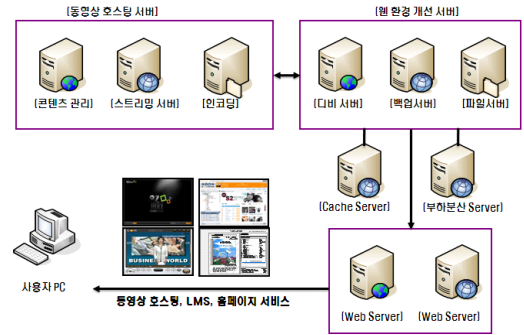 [동영상 호스팅 서버]
[웹 환경 개선 서버]
[콘텐츠 관리]
[스트리밍 서버]
[인코딩]
[디비 서버]
[백업서버]
[파일서버]
[Cache Server]
[부하분산 Server]
BUSINE WORLD
사용자 PC
동영상 호스팅, LMS, 홈페이지 서비스
[Web Server]
[Web Server]